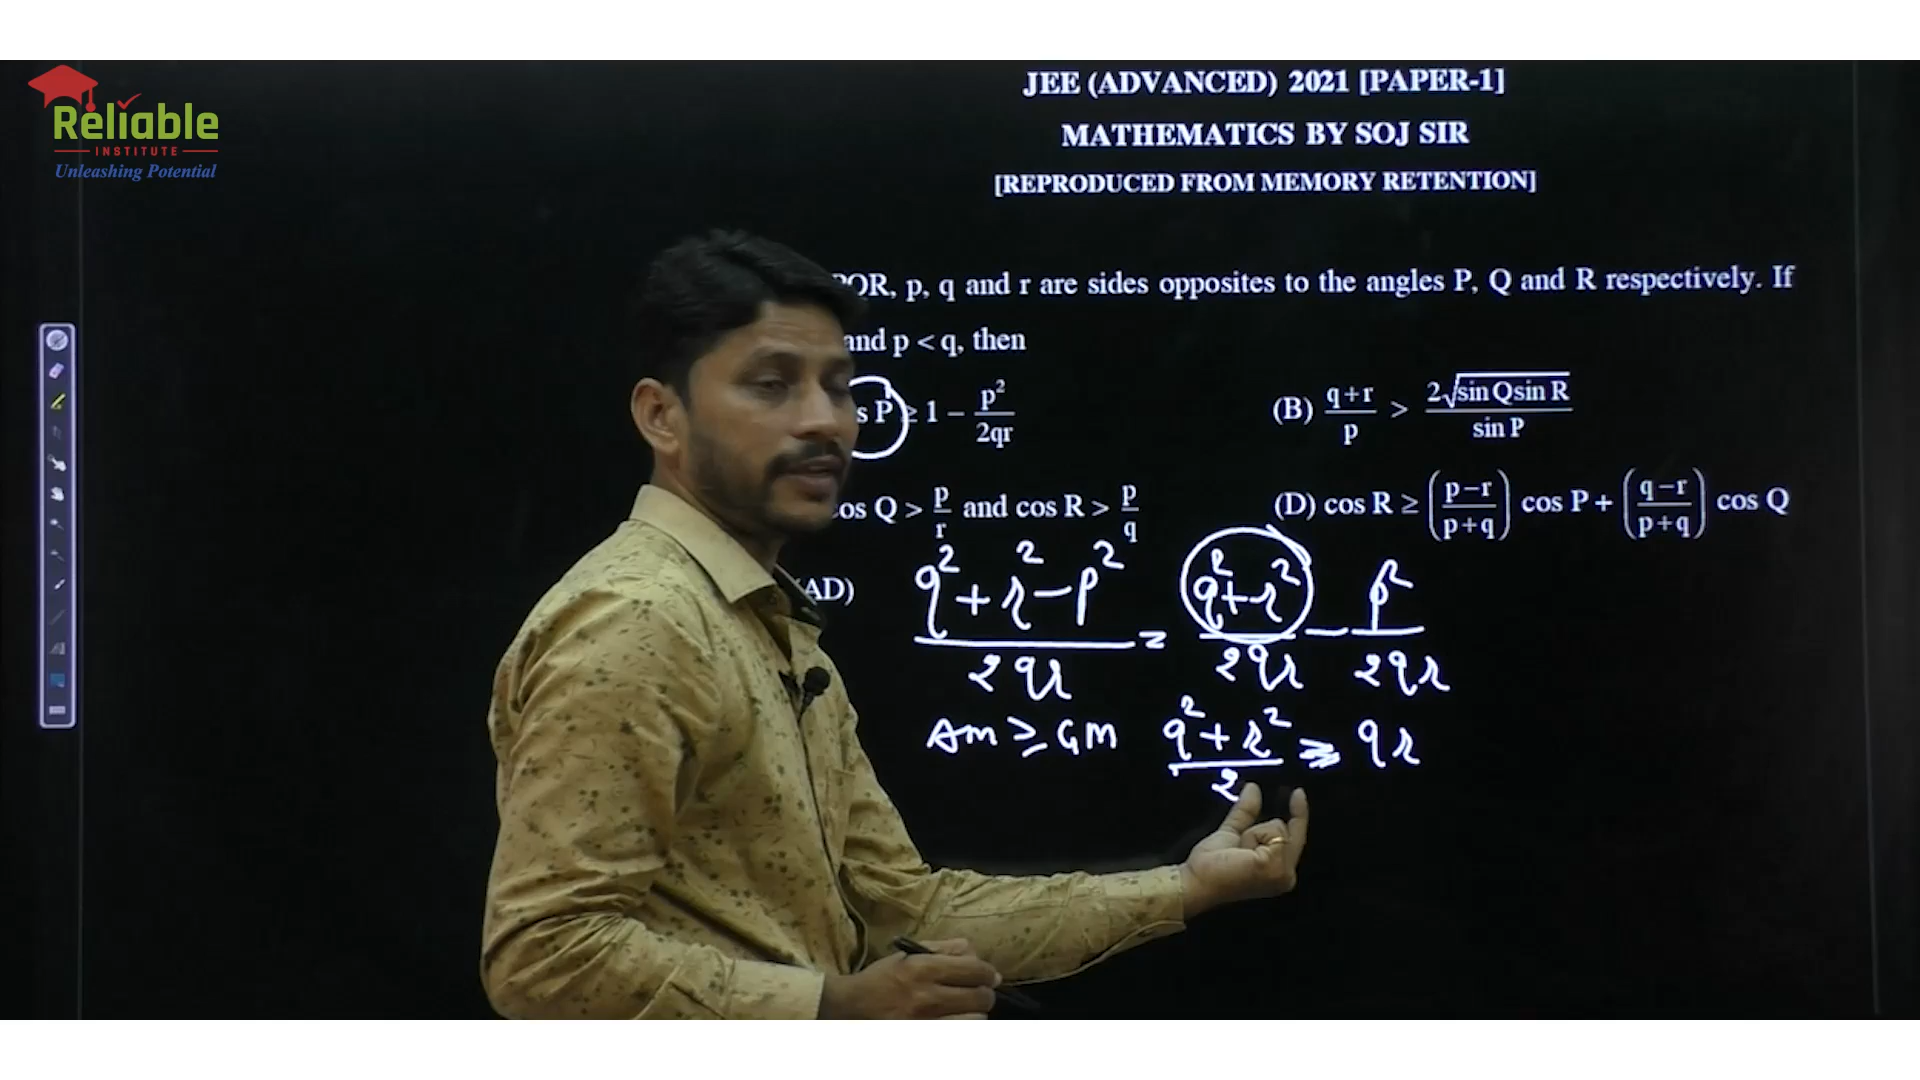 Reliable
INSTITUTE
Unleashing Potential
JEE (ADVANCED) 2021 [PAPER-1]
MATHEMATICS BY SOJ SIR
[REPRODUCED FROM MEMORY RETENTION]
PQR, p, q and r are sides opposites to the angles P, Q and R respectively. If
and p < q, then
s P ≥ 1 − p²/2qr
(B) (q+r)/p > 2√(sin Q sin R)/sin P
os Q > p/r and cos R > p/q
(D) cos R ≥ ((p−r)/(p+q)) cos P + ((q−r)/(p+q)) cos Q
(AD)
(q² + r² − p²)/2qr = (q² + r²)/2qr − p²/2qr
AM ≥ GM (q² + r²)/2 ≥ qr